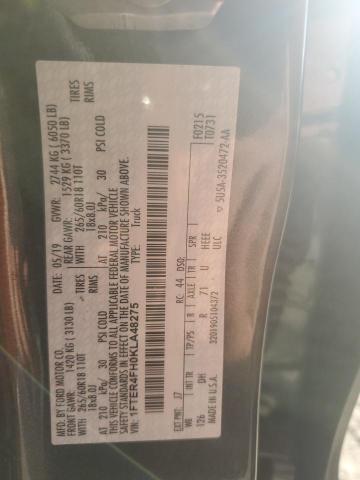 MFD. BY FORD MOTOR CO.
DATE: 05/19 GVWR: 2744 KG ( 6050 LB)
FRONT GAWR: 1420 KG ( 3130 LB) REAR GAWR: 1529 KG ( 3370 LB)
265/60R18 110T TIRES WITH 265/60R18 110T TIRES
18x8.0J RIMS 18x8.0J RIMS
AT 210 kPa/ 30 PSI COLD AT 210 kPa/ 30 PSI COLD
THIS VEHICLE CONFORMS TO ALL APPLICABLE FEDERAL MOTOR VEHICLE
SAFETY AND THEFT PREVENTION STANDARDS IN EFFECT ON THE DATE OF MANUFACTURE SHOWN ABOVE.
VIN: 1FTER4FH0KLA48275
TYPE: Truck
F0215
T0731
EXT PNT: J7 RC: 44 DSO:
WB INT TR TP/PS R AXLE TR SPR
126 DH R 71 U HEEE
ULC
MADE IN U.S.A. 3201905104372
5U5A-3520472-AA